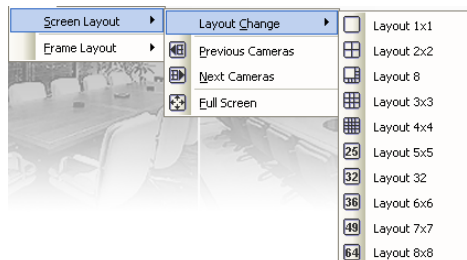 Screen Layout
Frame Layout
Layout Change
Previous Cameras
Next Cameras
Full Screen
Layout 1x1
Layout 2x2
Layout 8
Layout 3x3
Layout 4x4
25 Layout 5x5
32 Layout 32
36 Layout 6x6
49 Layout 7x7
64 Layout 8x8